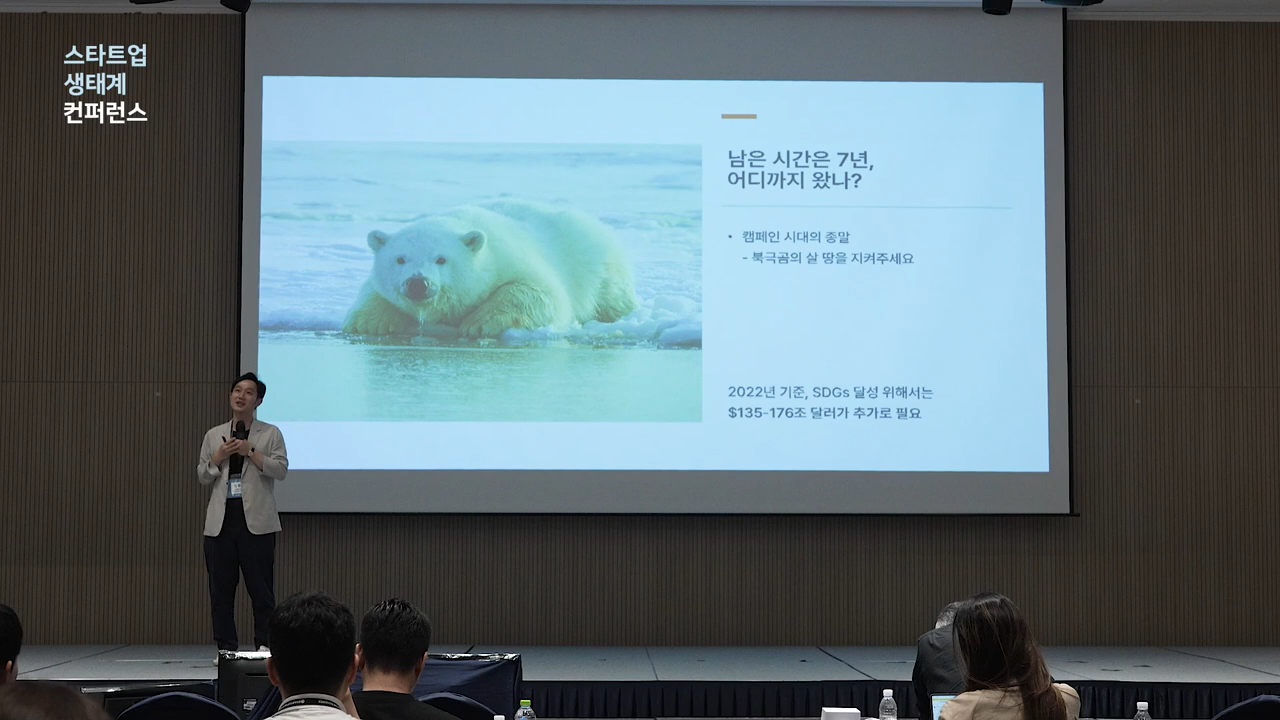 스타트업
생태계
컨퍼런스
남은 시간은 7년,
어디까지 왔나?
• 캠페인 시대의 종말
- 북극곰의 살 땅을 지켜주세요
2022년 기준, SDGs 달성 위해서는
$135-176조 달러가 추가로 필요